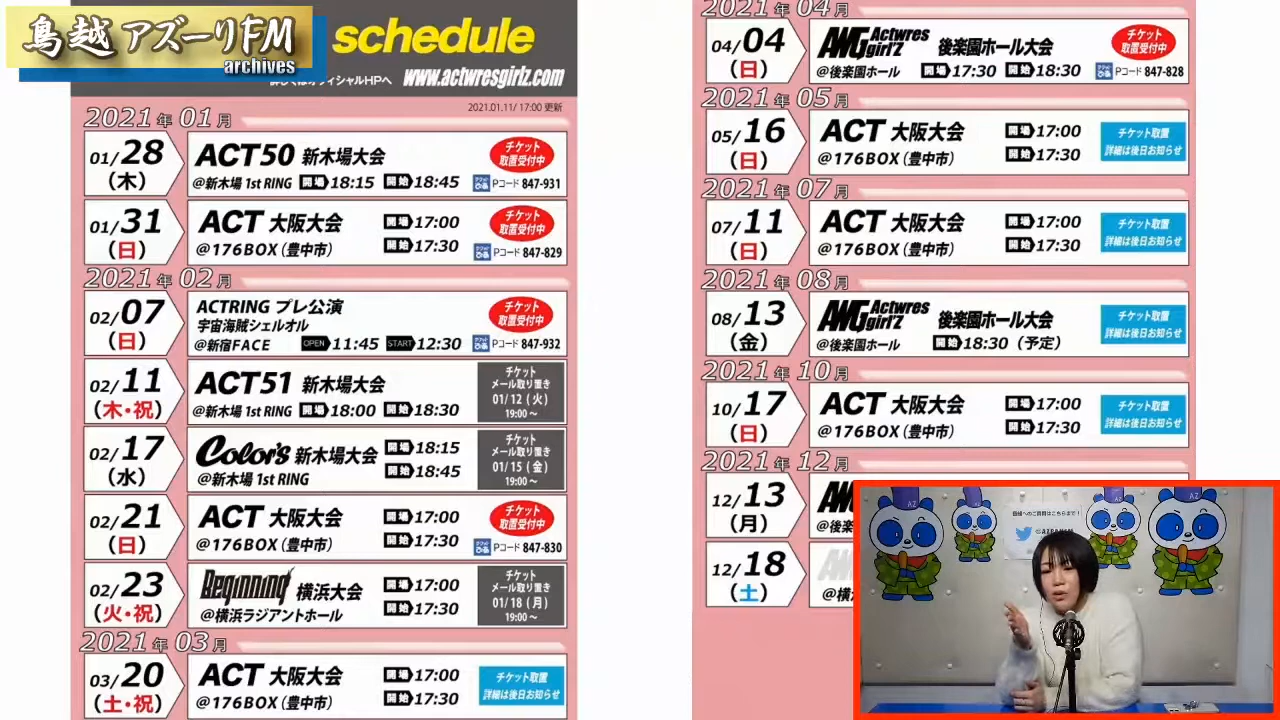 鳥越 アズーリFM
archives
schedule
詳しくはオフィシャルHPへ www.actwresgirlz.com
2021.01.11/ 17:00 更新
2021年01月
01/28
(木)
ACT50 新木場大会
チケット
取置受付中
@新木場 1st RING 開場 18:15 開始 18:45
Pコード 847-931
01/31
(日)
ACT 大阪大会
@176BOX (豊中市)
開場 17:00
開始 17:30
チケット
取置受付中
Pコード 847-829
2021年02月
02/07
(日)
ACTRING プレ公演
宇宙海賊シェルオル
@新宿FACE OPEN 11:45 START 12:30
チケット
取置受付中
Pコード 847-932
02/11
(木・祝)
ACT51 新木場大会
@新木場 1st RING 開場 18:00 開始 18:30
チケット
メール取り置き
01/12 (火)
19:00～
02/17
(水)
Color's 新木場大会
@新木場 1st RING
開場 18:15
開始 18:45
チケット
メール取り置き
01/15 (金)
19:00～
02/21
(日)
ACT 大阪大会
@176BOX (豊中市)
開場 17:00
開始 17:30
チケット
取置受付中
Pコード 847-830
02/23
(火・祝)
Beginning 横浜大会
@横浜ラジアントホール
開場 17:00
開始 17:30
チケット
メール取り置き
01/18 (月)
19:00～
2021年03月
03/20
(土・祝)
ACT 大阪大会
@176BOX (豊中市)
開場 17:00
開始 17:30
チケット取置
詳細は後日お知らせ
2021年04月
04/04
(日)
AWG Actwres girl'Z 後楽園ホール大会
@後楽園ホール 開場 17:30 開始 18:30
チケット
取置受付中
Pコード 847-828
2021年05月
05/16
(日)
ACT 大阪大会
@176BOX (豊中市)
開場 17:00
開始 17:30
チケット取置
詳細は後日お知らせ
2021年07月
07/11
(日)
ACT 大阪大会
@176BOX (豊中市)
開場 17:00
開始 17:30
チケット取置
詳細は後日お知らせ
2021年08月
08/13
(金)
AWG Actwres girl'Z 後楽園ホール大会
@後楽園ホール 開始 18:30 (予定)
チケット取置
詳細は後日お知らせ
2021年10月
10/17
(日)
ACT 大阪大会
@176BOX (豊中市)
開場 17:00
開始 17:30
チケット取置
詳細は後日お知らせ
2021年12月
12/13
(月)
@後楽
12/18
(土)
@横
AZ
AZ